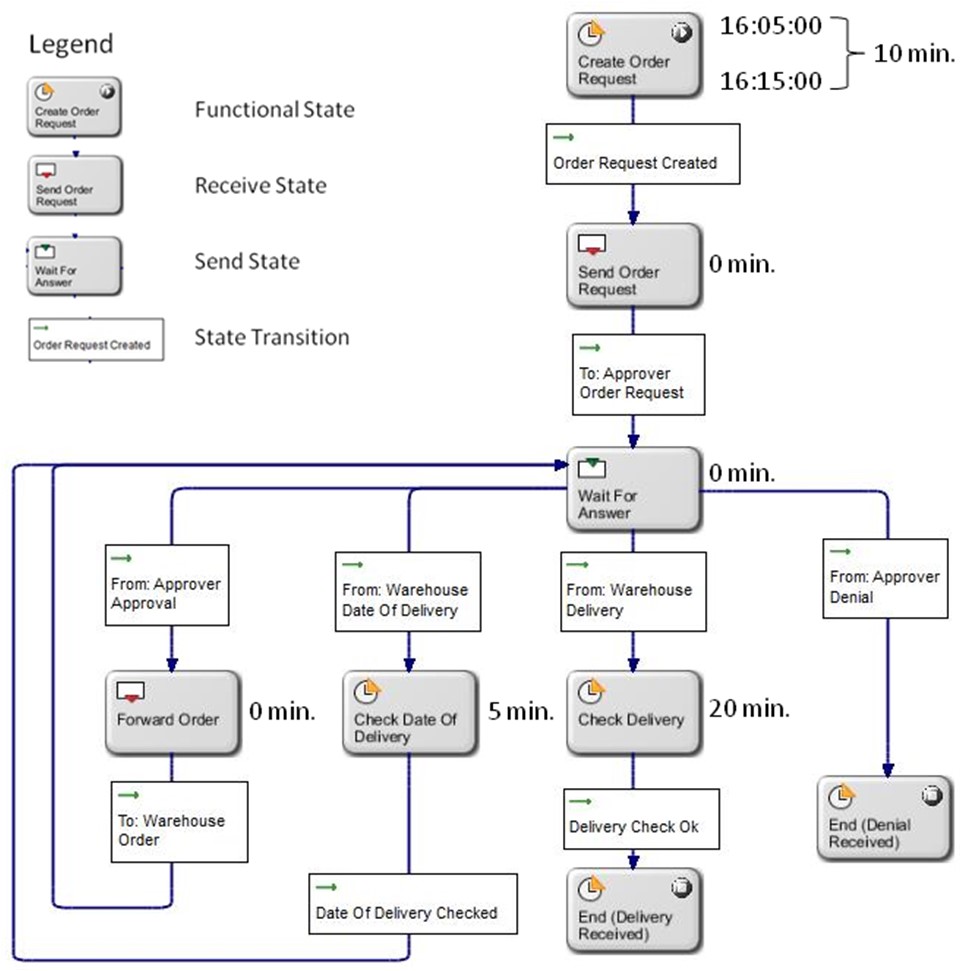 Legend
Create Order
Request
Functional State
Send Order
Request
Receive State
Wait For
Answer
Send State
Order Request Created
State Transition
Create Order
Request
16:05:00
16:15:00
10 min.
Order Request Created
Send Order
Request
0 min.
To: Approver
Order Request
Wait For
Answer
0 min.
From: Approver
Approval
From: Warehouse
Date Of Delivery
From: Warehouse
Delivery
From: Approver
Denial
Forward Order
0 min.
Check Date Of
Delivery
5 min.
Check Delivery
20 min.
To: Warehouse
Order
Delivery Check Ok
End (Denial
Received)
Date Of Delivery Checked
End (Delivery
Received)